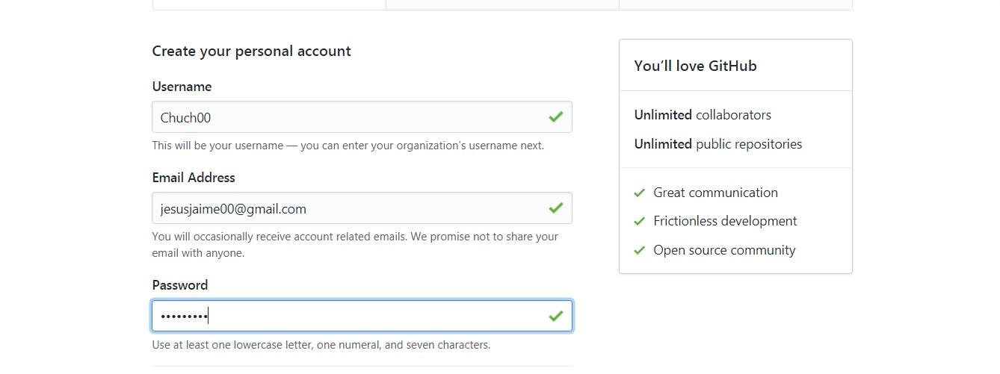 Create your personal account
Username
Chuch00
This will be your username — you can enter your organization's username next.
Email Address
jesusjaime00@gmail.com
You will occasionally receive account related emails. We promise not to share your
email with anyone.
Password
•••••••••
Use at least one lowercase letter, one numeral, and seven characters.
You'll love GitHub
Unlimited collaborators
Unlimited public repositories
Great communication
Frictionless development
Open source community